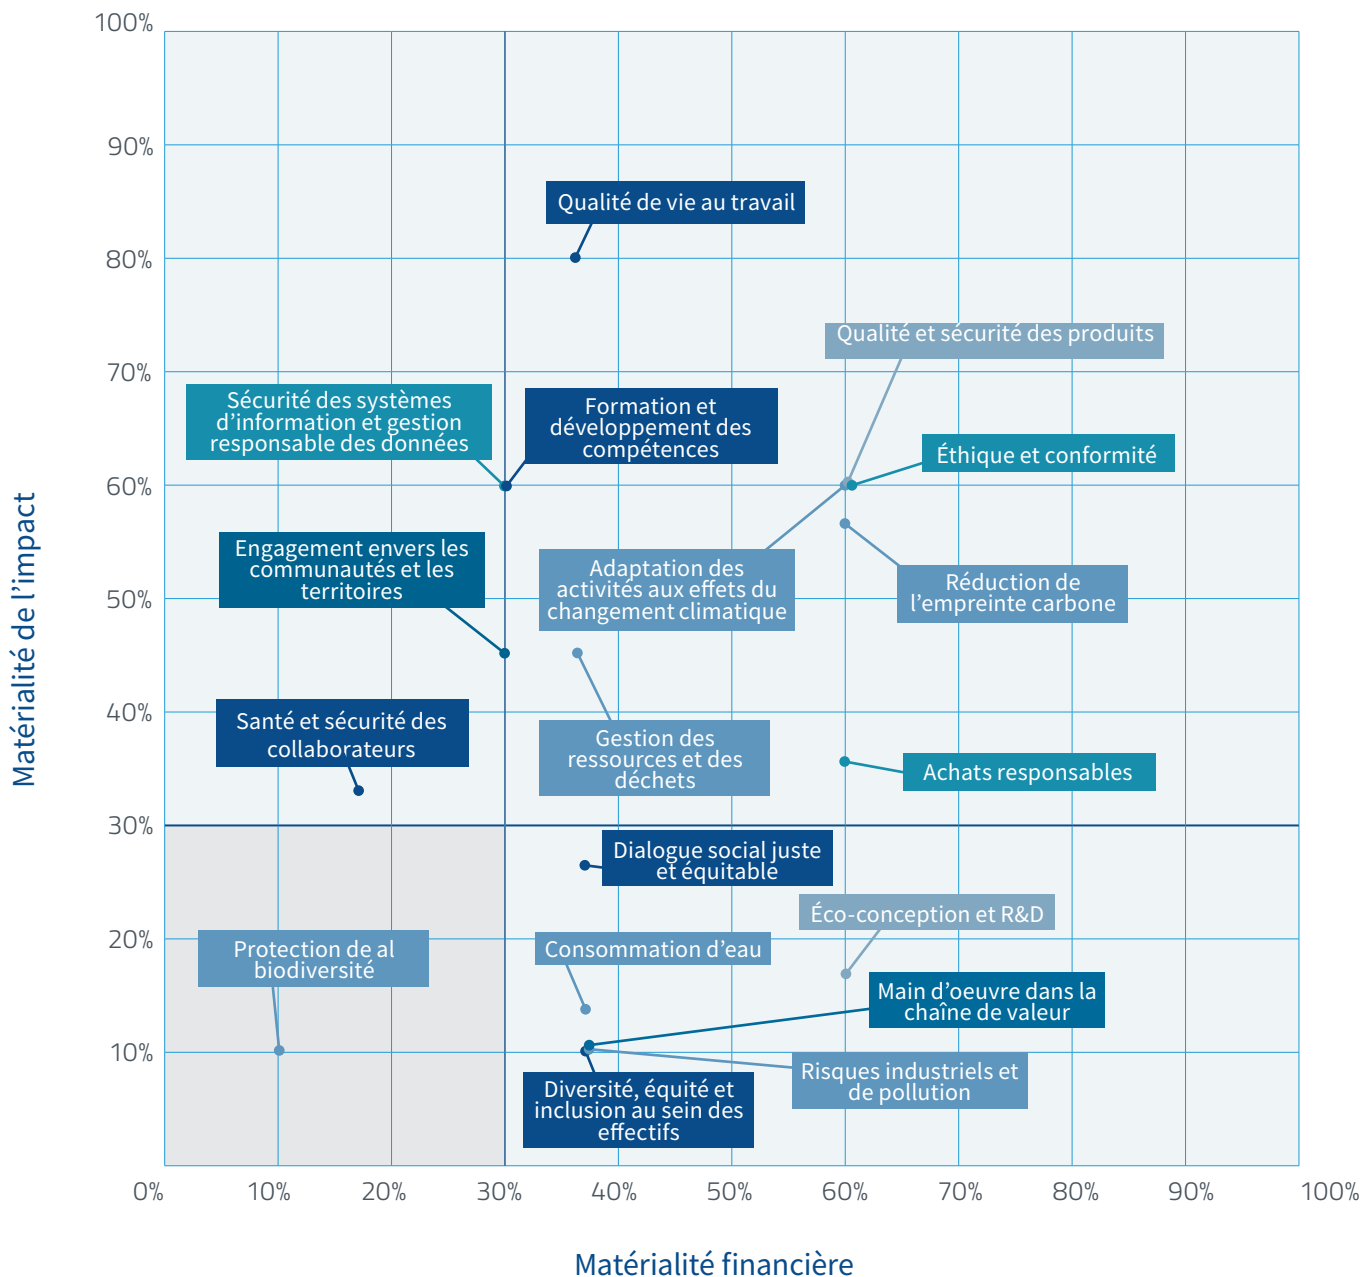 100%
90%
80%
70%
60%
50%
40%
30%
20%
10%
Matérialité de l’impact
Qualité de vie au travail
Qualité et sécurité des produits
Sécurité des systèmes
d’information et gestion
responsable des données
Formation et
développement des
compétences
Éthique et conformité
Engagement envers les
communautés et les
territoires
Adaptation des
activités aux effets du
changement climatique
Réduction de
l’empreinte carbone
Santé et sécurité des
collaborateurs
Gestion des
ressources et des
déchets
Achats responsables
Dialogue social juste
et équitable
Éco-conception et R&D
Protection de al
biodiversité
Consommation d’eau
Main d’oeuvre dans la
chaîne de valeur
Risques industriels et
de pollution
Diversité, équité et
inclusion au sein des
effectifs
0% 10% 20% 30% 40% 50% 60% 70% 80% 90% 100%
Matérialité financière